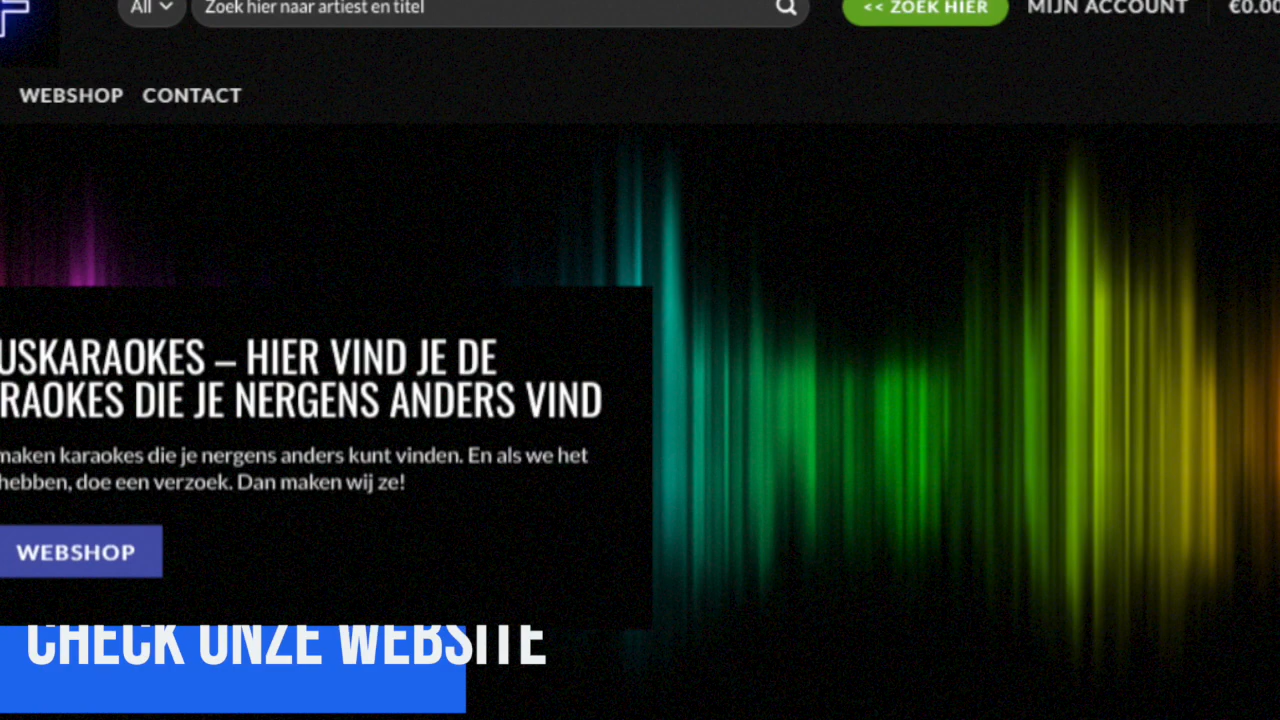 All Zoek hier naar artiest en titel << ZOEK HIER MIJN ACCOUNT €0.00
WEBSHOP CONTACT
USKARAOKES – HIER VIND JE DE
RAOKES DIE JE NERGENS ANDERS VIND
maken karaokes die je nergens anders kunt vinden. En als we het
hebben, doe een verzoek. Dan maken wij ze!
WEBSHOP
CHECK ONZE WEBSITE